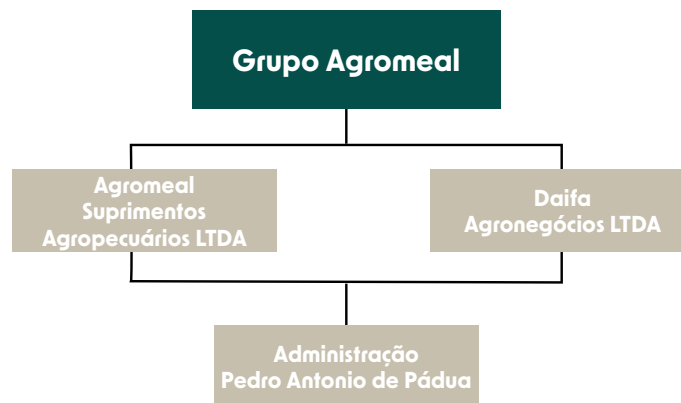 Grupo Agromeal
Agromeal
Suprimentos
Agropecuários LTDA
Daifa
Agronegócios LTDA
Administração
Pedro Antonio de Pádua